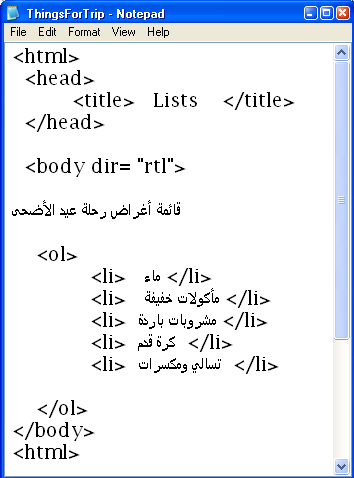 ThingsForTrip - Notepad
File Edit Format View Help
<html>
<head>
<title> Lists </title>
</head>
<body dir= "rtl">
قائمة أغراض رحلة عيد الأضحى
<ol>
<li> ماء </li>
<li> مأكولات خفيفة </li>
<li> مشروبات باردة </li>
<li> كرة قدم </li>
<li> تسالي ومكسرات </li>
</ol>
</body>
<html>